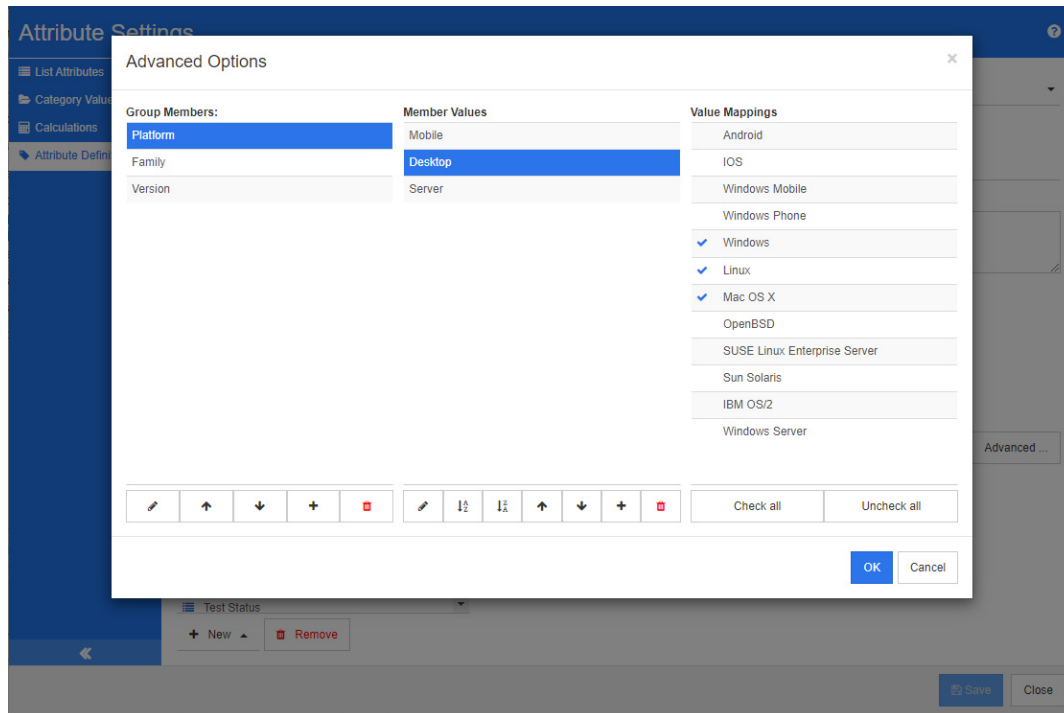 Attribute Settings
List Attributes
Category Value
Calculations
Attribute Defini
Advanced Options
×
Group Members:
Platform
Family
Version
Member Values
Mobile
Desktop
Server
Value Mappings
Android
IOS
Windows Mobile
Windows Phone
Windows
Linux
Mac OS X
OpenBSD
SUSE Linux Enterprise Server
Sun Solaris
IBM OS/2
Windows Server
Check all
Uncheck all
OK
Cancel
Advanced ...
Test Status
New
Remove
Save
Close